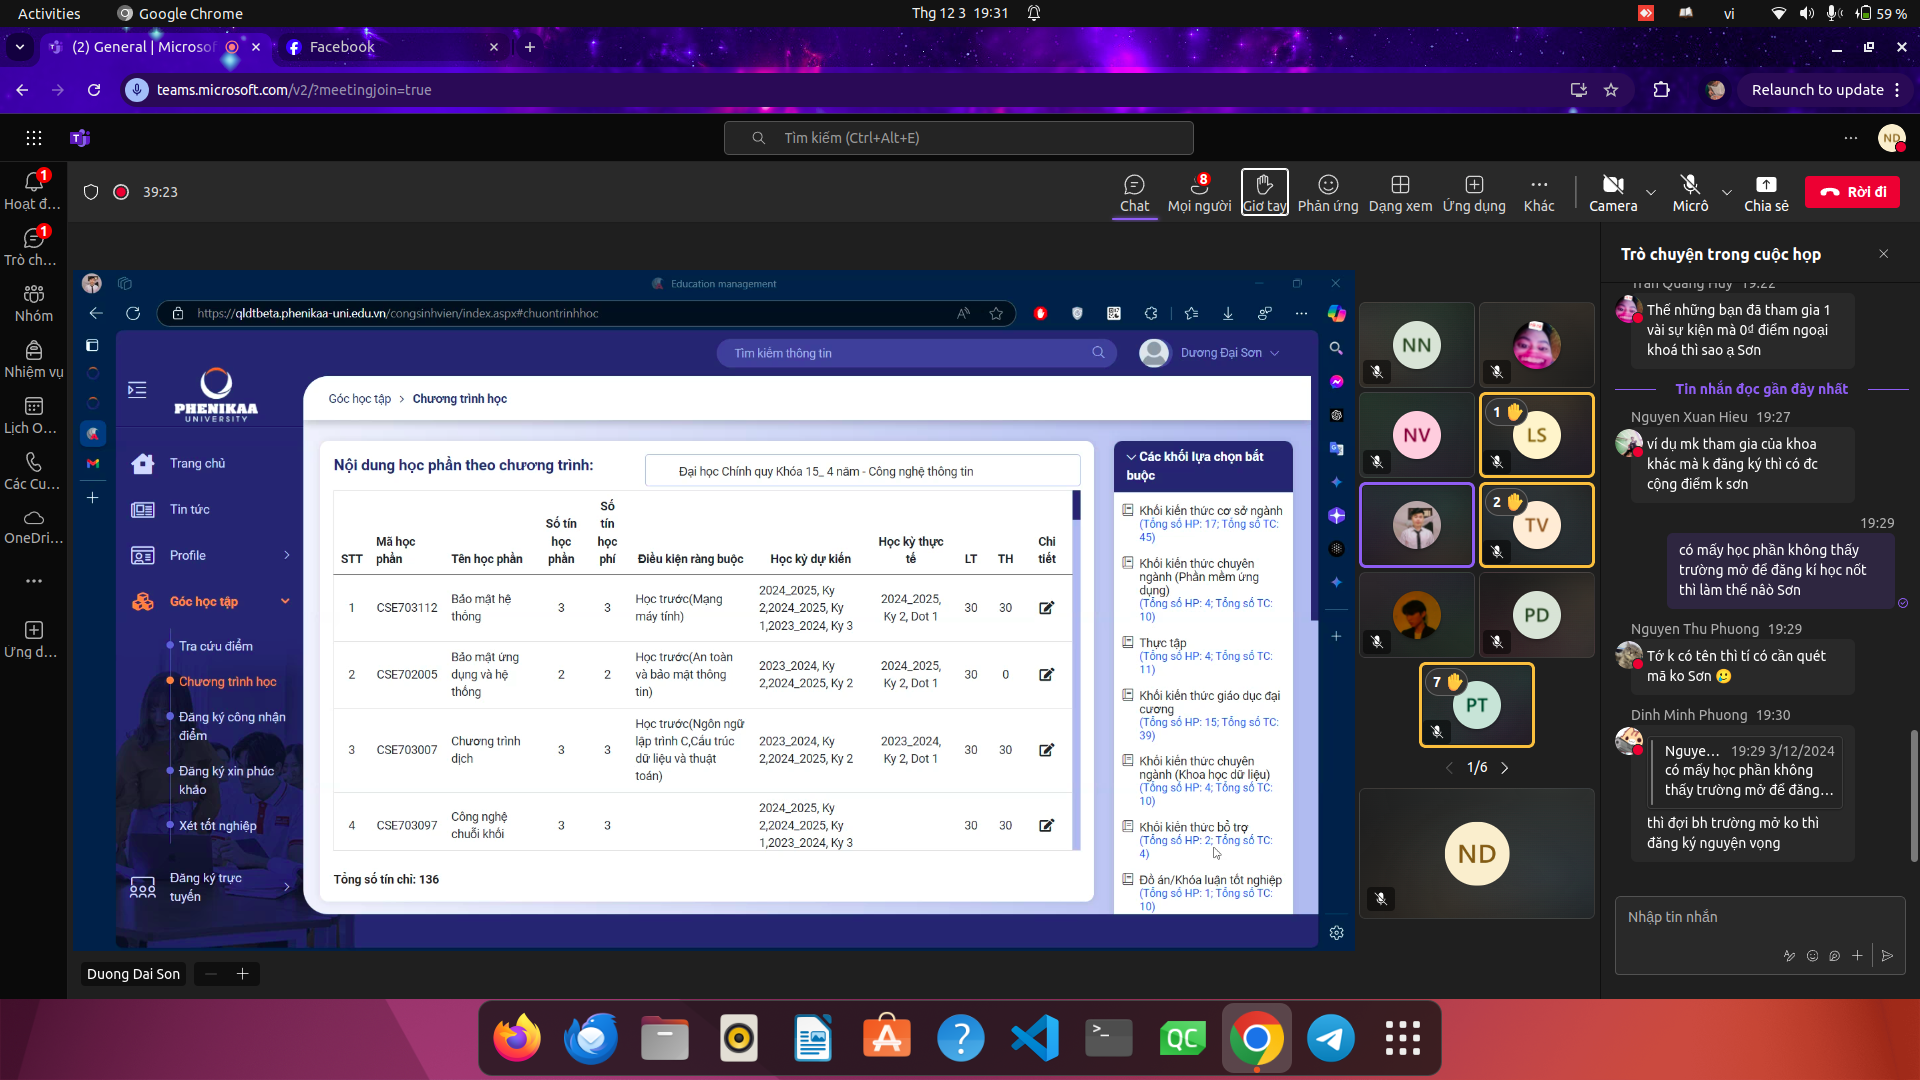 Activities
Google Chrome
Thg 12 3 19:31
vi
59 %
(2) General | Microsof
Facebook
teams.microsoft.com/v2/?meetingjoin=true
Relaunch to update
Tìm kiếm (Ctrl+Alt+E)
ND
1
Hoạt đ...
1
Trò ch...
Nhóm
Nhiệm vụ
Lịch O...
Các Cu...
OneDri...
Ứng d...
39:23
Chat
8
Mọi người
Giơ tay
Phản ứng
Dạng xem
Ứng dụng
Khác
Camera
Micrô
Chia sẻ
Rời đi
Education management
https://qldtbeta.phenikaa-uni.edu.vn/congsinhvien/index.aspx#chuontrinhhoc
PHENIKAA
UNIVERSITY
Tìm kiếm thông tin
Dương Đại Sơn
Trang chủ
Tin tức
Profile
Góc học tập
Tra cứu điểm
Chương trình học
Đăng ký công nhận
điểm
Đăng ký xin phúc
khảo
Xét tốt nghiệp
Đăng ký trực
tuyến
Góc học tập > Chương trình học
Nội dung học phần theo chương trình:
Đại học Chính quy Khóa 15_ 4 năm - Công nghệ thông tin
STT
Mã học
phần
Tên học phần
Số tín
học
phần
Số
tín
học
phí
Điều kiện ràng buộc
Học kỳ dự kiến
Học kỳ thực
tế
LT
TH
Chi
tiết
1
CSE703112
Bảo mật hệ
thống
3
3
Học trước(Mạng
máy tính)
2024_2025, Ky
2,2024_2025, Ky
1,2023_2024, Ky 3
2024_2025,
Ky 2, Dot 1
30
30
2
CSE702005
Bảo mật ứng
dụng và hệ
thống
2
2
Học trước(An toàn
và bảo mật thông
tin)
2023_2024, Ky
2,2024_2025, Ky 2
2024_2025,
Ky 2, Dot 1
30
0
3
CSE703007
Chương trình
dịch
3
3
Học trước(Ngôn ngữ
lập trình C,Cấu trúc
dữ liệu và thuật
toán)
2023_2024, Ky
2,2024_2025, Ky 2
2023_2024,
Ky 2, Dot 1
30
30
4
CSE703097
Công nghệ
chuỗi khối
3
3
2024_2025, Ky
2,2024_2025, Ky
1,2023_2024, Ky 3
30
30
Tổng số tín chỉ: 136
Các khối lựa chọn bắt
buộc
Khối kiến thức cơ sở ngành
(Tổng số HP: 17; Tổng số TC:
45)
Khối kiến thức chuyên
ngành (Phần mềm ứng
dụng)
(Tổng số HP: 4; Tổng số TC:
10)
Thực tập
(Tổng số HP: 4; Tổng số TC:
11)
Khối kiến thức giáo dục đại
cương
(Tổng số HP: 15; Tổng số TC:
39)
Khối kiến thức chuyên
ngành (Khoa học dữ liệu)
(Tổng số HP: 4; Tổng số TC:
10)
Khối kiến thức bổ trợ
(Tổng số HP: 2; Tổng số TC:
4)
Đồ án/Khóa luận tốt nghiệp
(Tổng số HP: 1; Tổng số TC:
10)
Duong Dai Son
NN
NV
1
LS
2
TV
PD
7
PT
1/6
ND
Trò chuyện trong cuộc họp
Tran Quang Huy 19:22
Thế những bạn đã tham gia 1
vài sự kiện mà 0đ điểm ngoại
khoá thì sao ạ Sơn
Tin nhắn đọc gần đây nhất
Nguyen Xuan Hieu 19:27
ví dụ mk tham gia của khoa
khác mà k đăng ký thì có đc
cộng điểm k sơn
19:29
có mấy học phần không thấy
trường mở để đăng kí học nốt
thì làm thế nâò Sơn
Nguyen Thu Phuong 19:29
Tớ k có tên thì tí có cần quét
mã ko Sơn 🥲
Dinh Minh Phuong 19:30
Nguye... 19:29 3/12/2024
có mấy học phần không
thấy trường mở để đăng...
thì đợi bh trường mở ko thì
đăng ký nguyện vọng
Nhập tin nhắn
QC